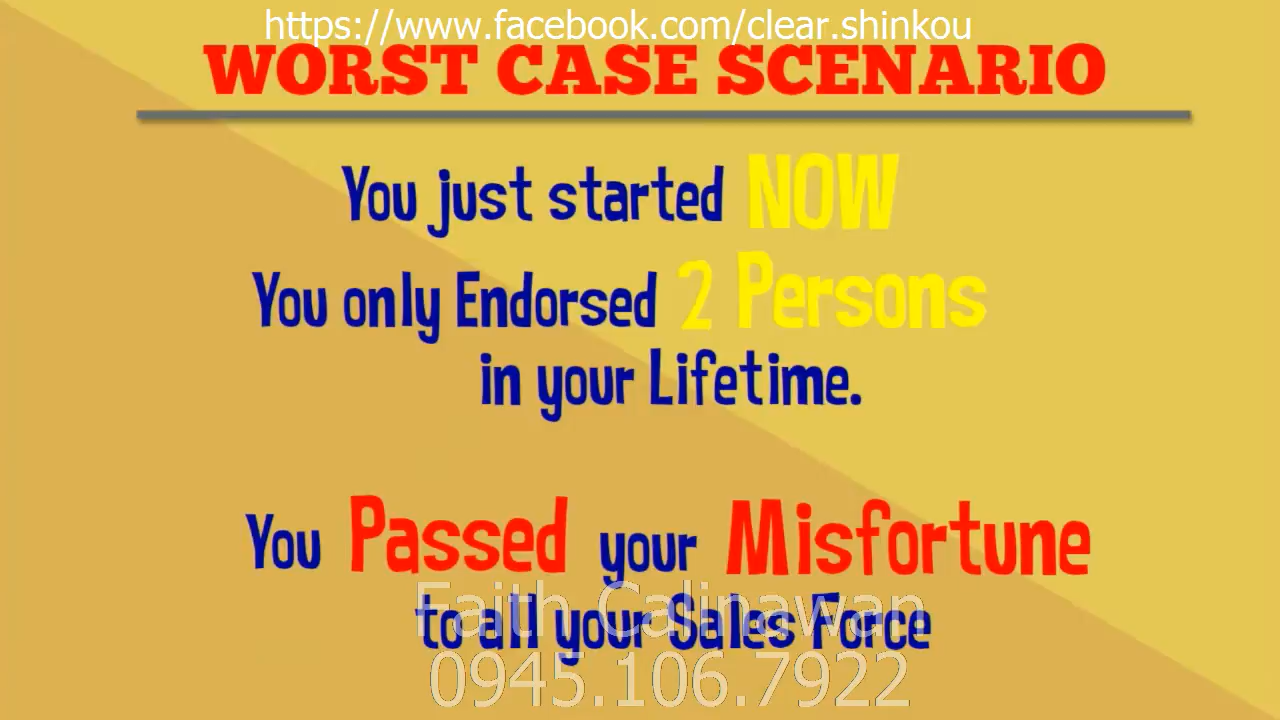 https://www.facebook.com/clear.shinkou
WORST CASE SCENARIO
You just started NOW
You only Endorsed 2 Persons
in your Lifetime.
You Passed your Misfortune
Faith Calinawan
to all your Sales Force
0945.106.7922